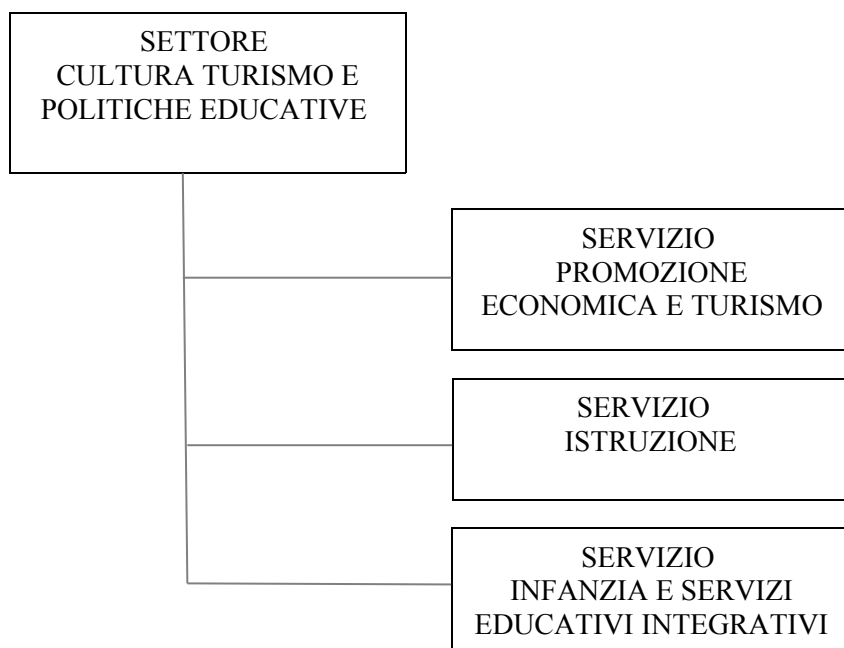 SETTORE
CULTURA TURISMO E
POLITICHE EDUCATIVE
SERVIZIO
PROMOZIONE
ECONOMICA E TURISMO
SERVIZIO
ISTRUZIONE
SERVIZIO
INFANZIA E SERVIZI
EDUCATIVI INTEGRATIVI